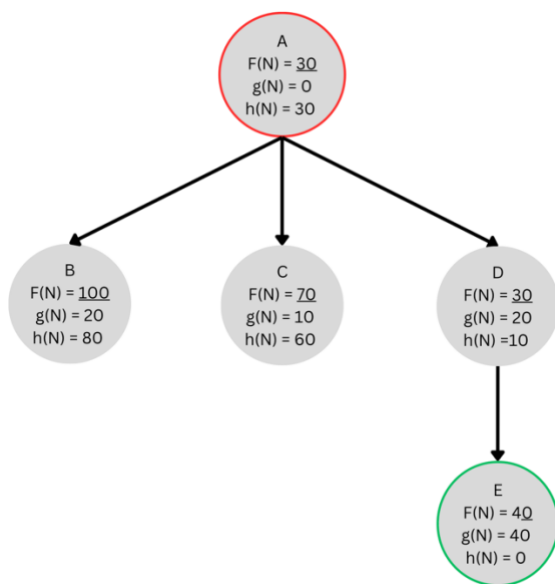 A
F(N) = 30
g(N) = 0
h(N) = 30
B
F(N) = 100
g(N) = 20
h(N) = 80
C
F(N) = 70
g(N) = 10
h(N) = 60
D
F(N) = 30
g(N) = 20
h(N) =10
E
F(N) = 40
g(N) = 40
h(N) = 0